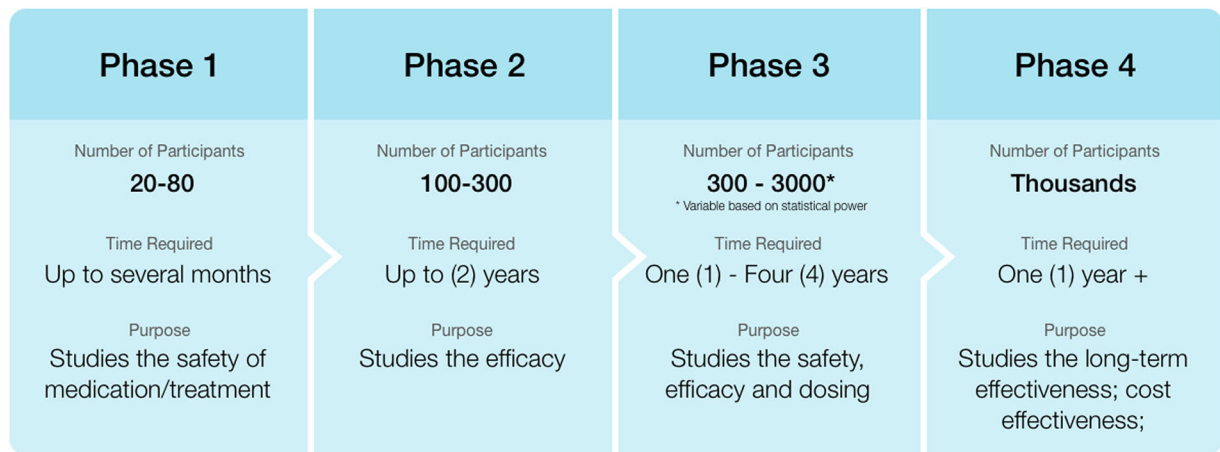 Phase 1
Number of Participants
20-80
Time Required
Up to several months
Purpose
Studies the safety of
medication/treatment
Phase 2
Number of Participants
100-300
Time Required
Up to (2) years
Purpose
Studies the efficacy
Phase 3
Number of Participants
300 - 3000*
* Variable based on statistical power
Time Required
One (1) - Four (4) years
Purpose
Studies the safety,
efficacy and dosing
Phase 4
Number of Participants
Thousands
Time Required
One (1) year +
Purpose
Studies the long-term
effectiveness; cost
effectiveness;